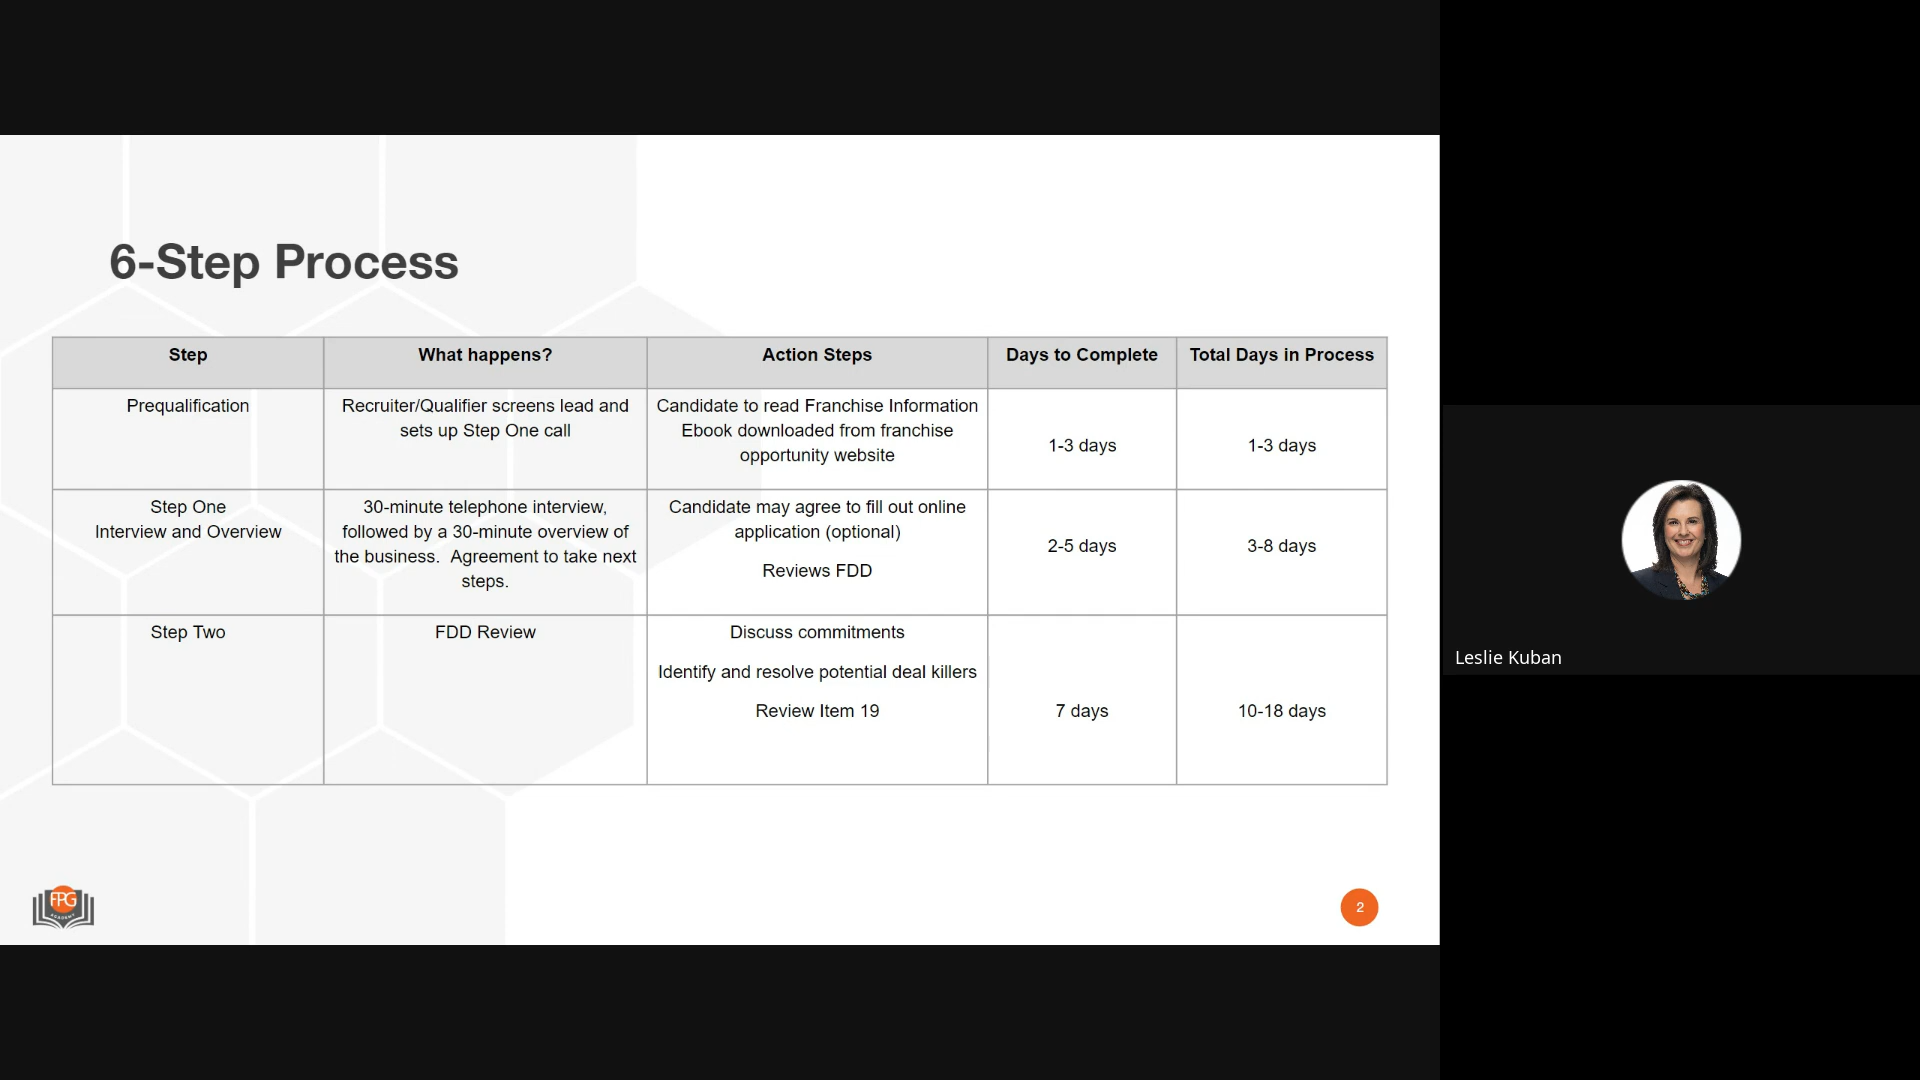 6-Step Process
Step
What happens?
Action Steps
Days to Complete
Total Days in Process
Prequalification
Recruiter/Qualifier screens lead and
sets up Step One call
Candidate to read Franchise Information
Ebook downloaded from franchise
opportunity website
1-3 days
1-3 days
Step One
Interview and Overview
30-minute telephone interview,
followed by a 30-minute overview of
the business.  Agreement to take next
steps.
Candidate may agree to fill out online
application (optional)
Reviews FDD
2-5 days
3-8 days
Step Two
FDD Review
Discuss commitments
Identify and resolve potential deal killers
Review Item 19
7 days
10-18 days
FPG
ACADEMY
2
Leslie Kuban